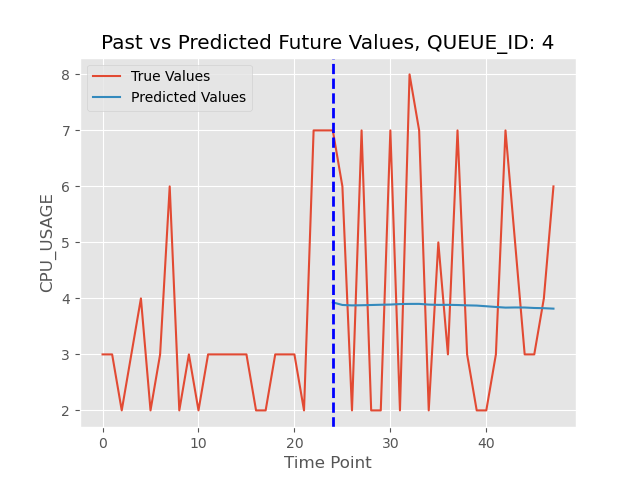 Past vs Predicted Future Values, QUEUE_ID: 4
True Values
Predicted Values
CPU_USAGE
8
7
6
5
4
3
2
0 10 20 30 40
Time Point